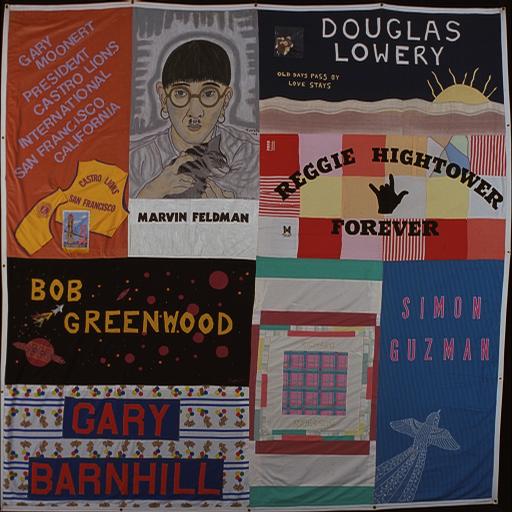 GARY
MOONERT
PRESIDENT
CASTRO LIONS
INTERNATIONAL
SAN FRANCISCO
CALIFORNIA
CASTRO LIONS
SAN FRANCISCO
MARVIN FELDMAN
DOUGLAS
LOWERY
OLD DAYS PASS BY
LOVE STAYS
REGGIE HIGHTOWER
FOREVER
BOB
GREENWOOD
SIMON
GUZMAN
GARY
BARNHILL